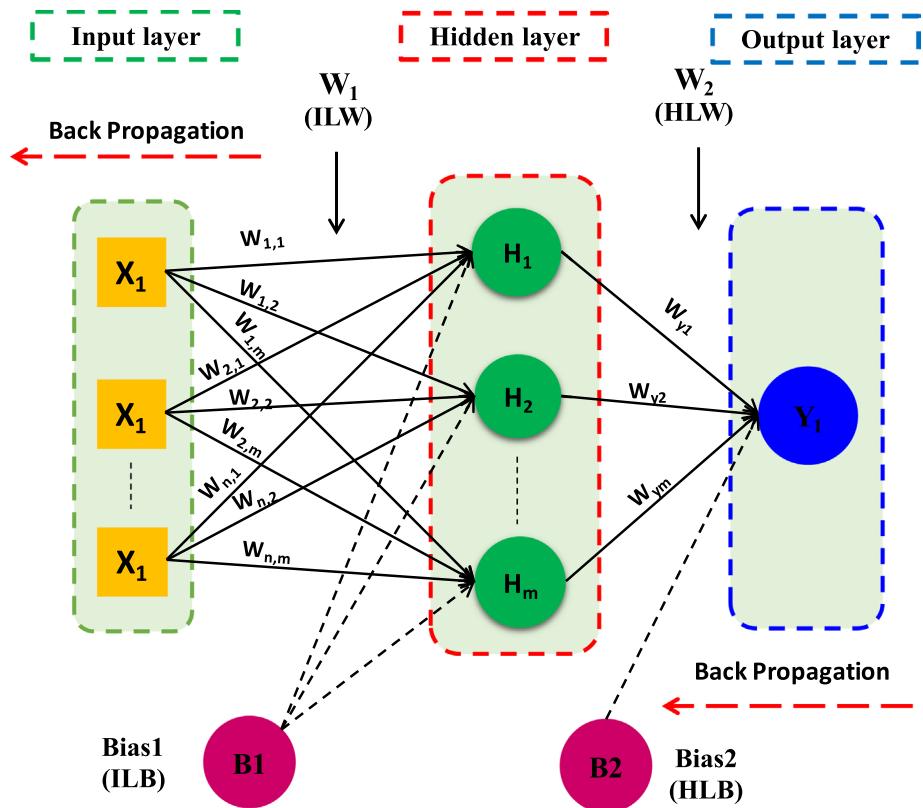 Input layer
Hidden layer
Output layer
W₁
(ILW)
W₂
(HLW)
Back Propagation
X₁
X₁
X₁
W₁,₁
W₁,₂
W₁,ₘ
W₂,₁
W₂,₂
W₂,ₘ
Wₙ,₁
Wₙ,₂
Wₙ,ₘ
H₁
H₂
Hₘ
Wy₁
Wy₂
Wyₘ
Y₁
Back Propagation
Bias1
(ILB)
B1
B2
Bias2
(HLB)